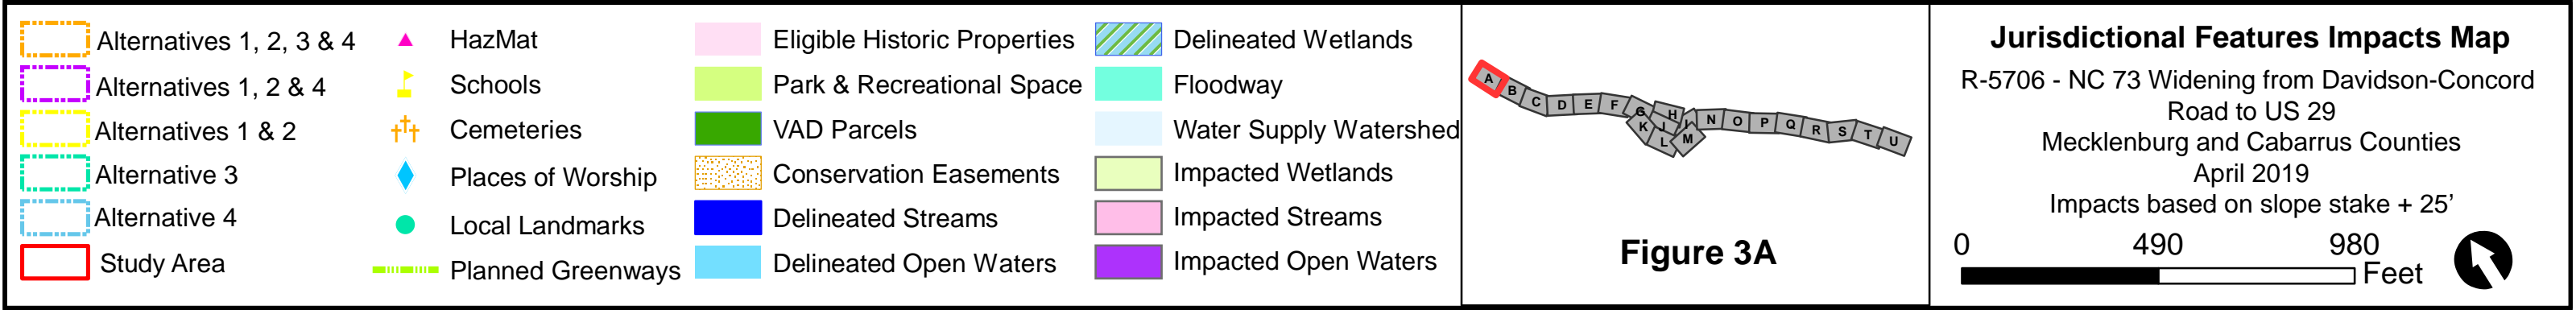 Alternatives 1, 2, 3 & 4
Alternatives 1, 2 & 4
Alternatives 1 & 2
Alternative 3
Alternative 4
Study Area
HazMat
Schools
Cemeteries
Places of Worship
Local Landmarks
Planned Greenways
Eligible Historic Properties
Park & Recreational Space
VAD Parcels
Conservation Easements
Delineated Streams
Delineated Open Waters
Delineated Wetlands
Floodway
Water Supply Watershed
Impacted Wetlands
Impacted Streams
Impacted Open Waters
A B C D E F G H I N O P Q R S T U
K J
L M
Figure 3A
Jurisdictional Features Impacts Map
R-5706 - NC 73 Widening from Davidson-Concord
Road to US 29
Mecklenburg and Cabarrus Counties
April 2019
Impacts based on slope stake + 25’
0 490 980
Feet